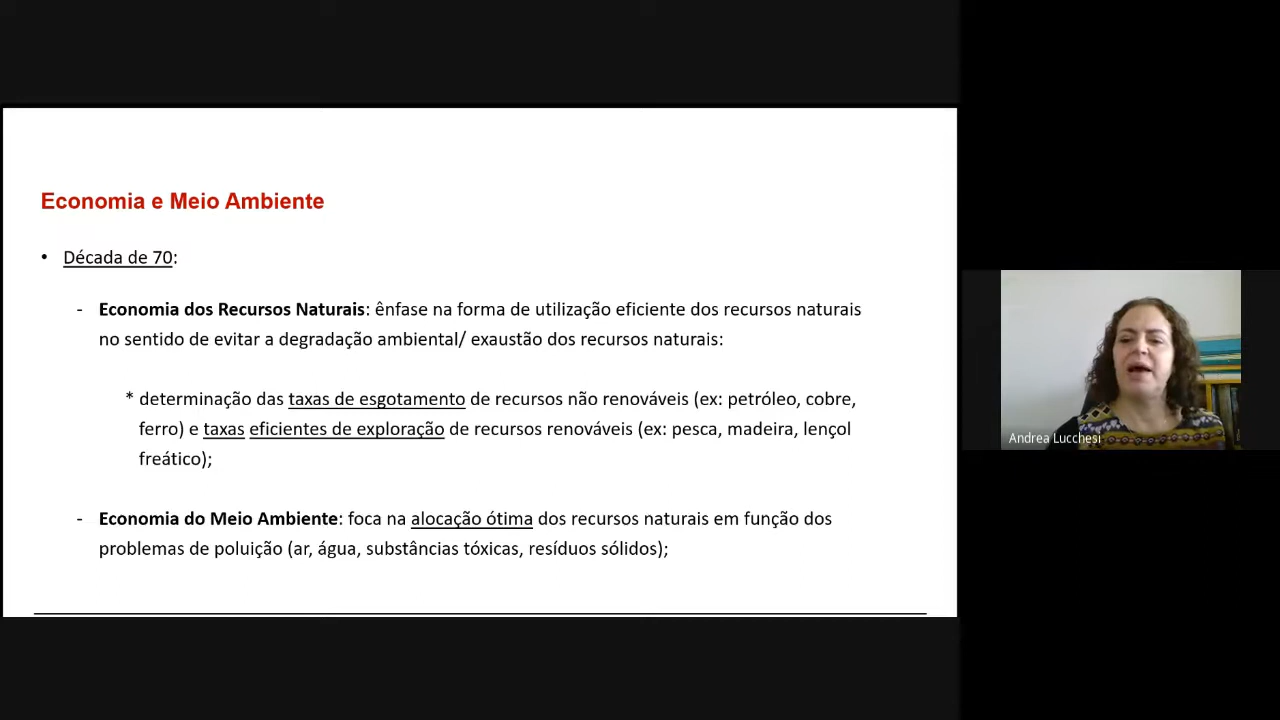 Economia e Meio Ambiente
• Década de 70:
- Economia dos Recursos Naturais: ênfase na forma de utilização eficiente dos recursos naturais
no sentido de evitar a degradação ambiental/ exaustão dos recursos naturais:
* determinação das taxas de esgotamento de recursos não renováveis (ex: petróleo, cobre,
ferro) e taxas eficientes de exploração de recursos renováveis (ex: pesca, madeira, lençol
freático);
- Economia do Meio Ambiente: foca na alocação ótima dos recursos naturais em função dos
problemas de poluição (ar, água, substâncias tóxicas, resíduos sólidos);
Andrea Lucchesi